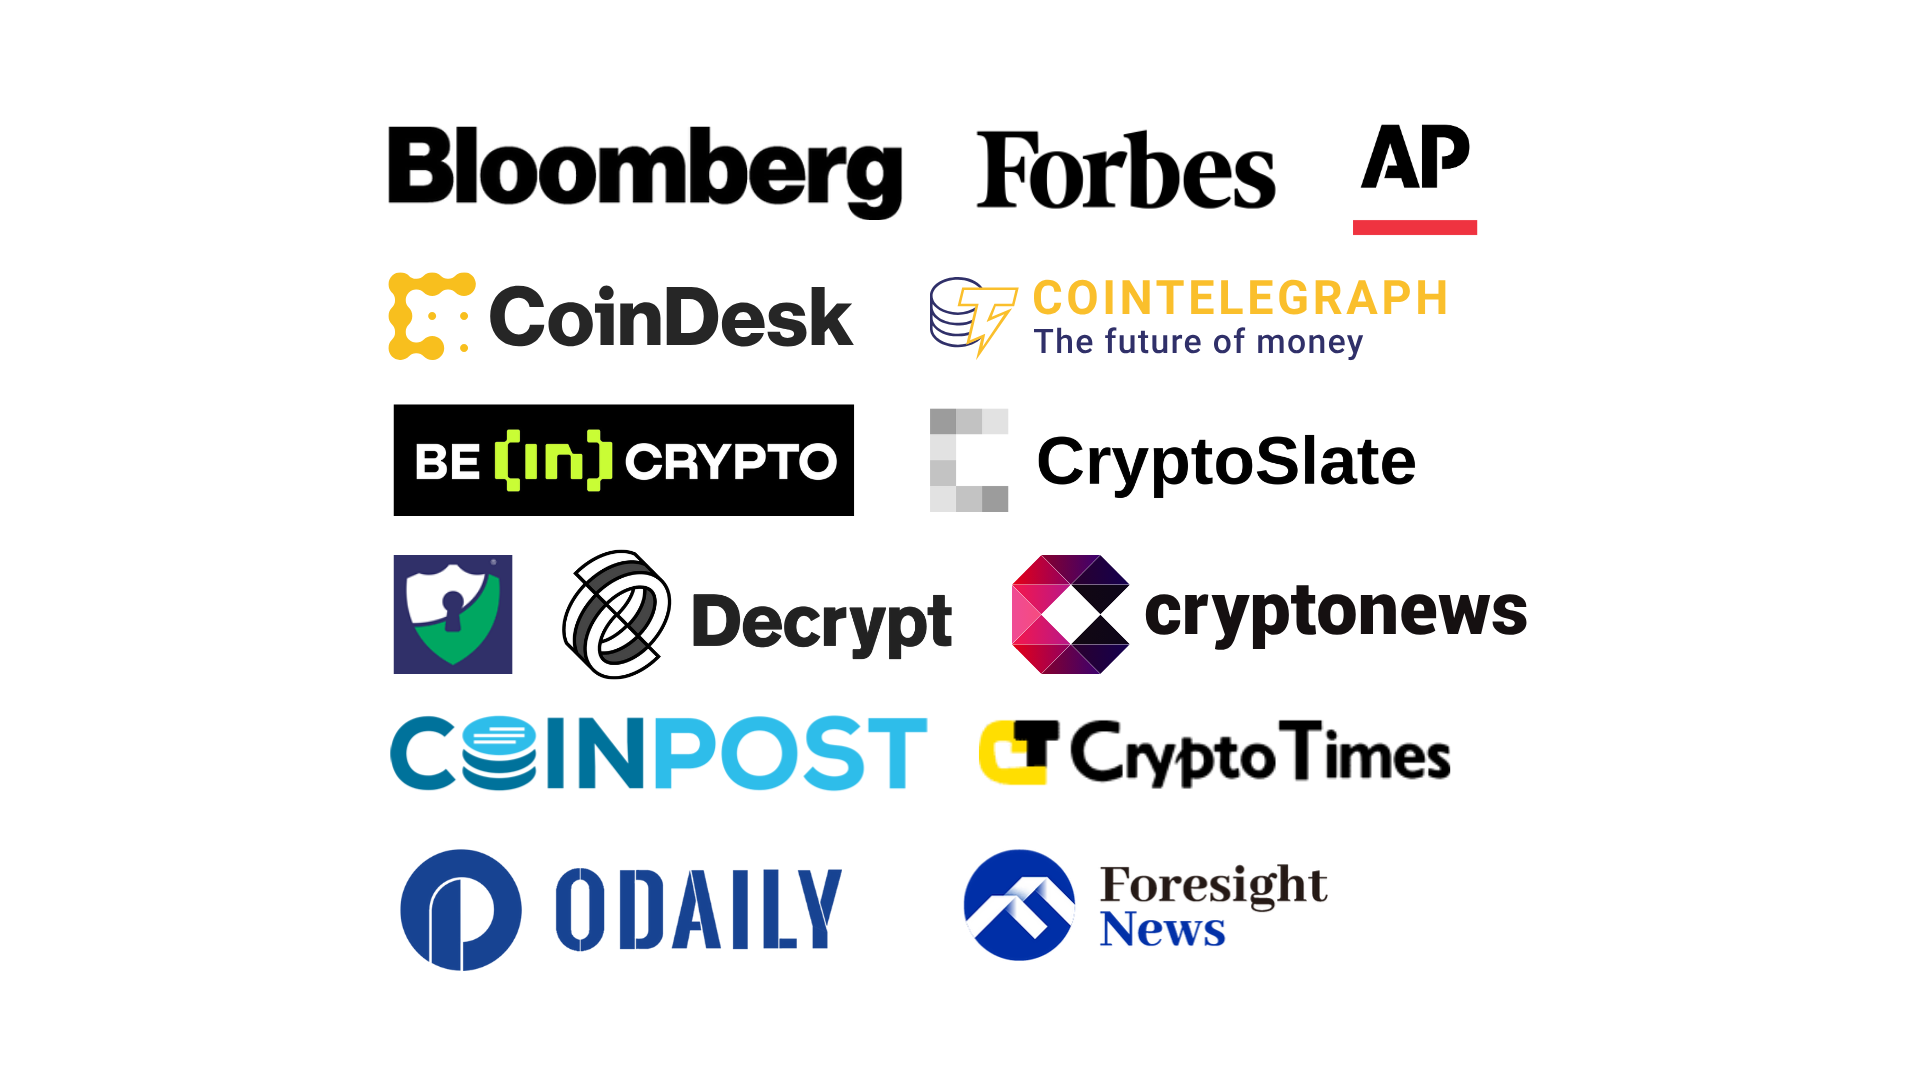 Bloomberg Forbes AP
CoinDesk COINTELEGRAPH
The future of money
BE [in] CRYPTO CryptoSlate
® Decrypt cryptonews
COINPOST CT CryptoTimes
ODAILY Foresight
News